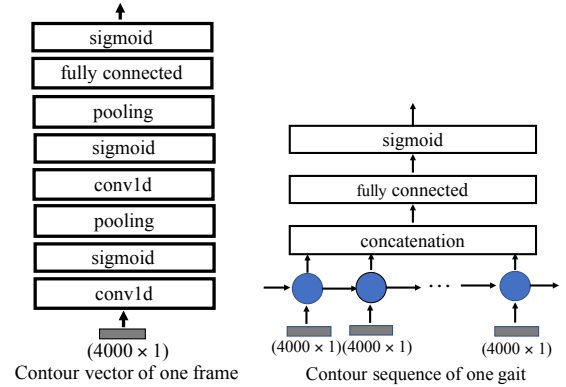 sigmoid
fully connected
pooling
sigmoid
conv1d
pooling
sigmoid
conv1d
(4000 × 1)
Contour vector of one frame
sigmoid
fully connected
concatenation
...
(4000 × 1)(4000 × 1)
(4000 × 1)
Contour sequence of one gait